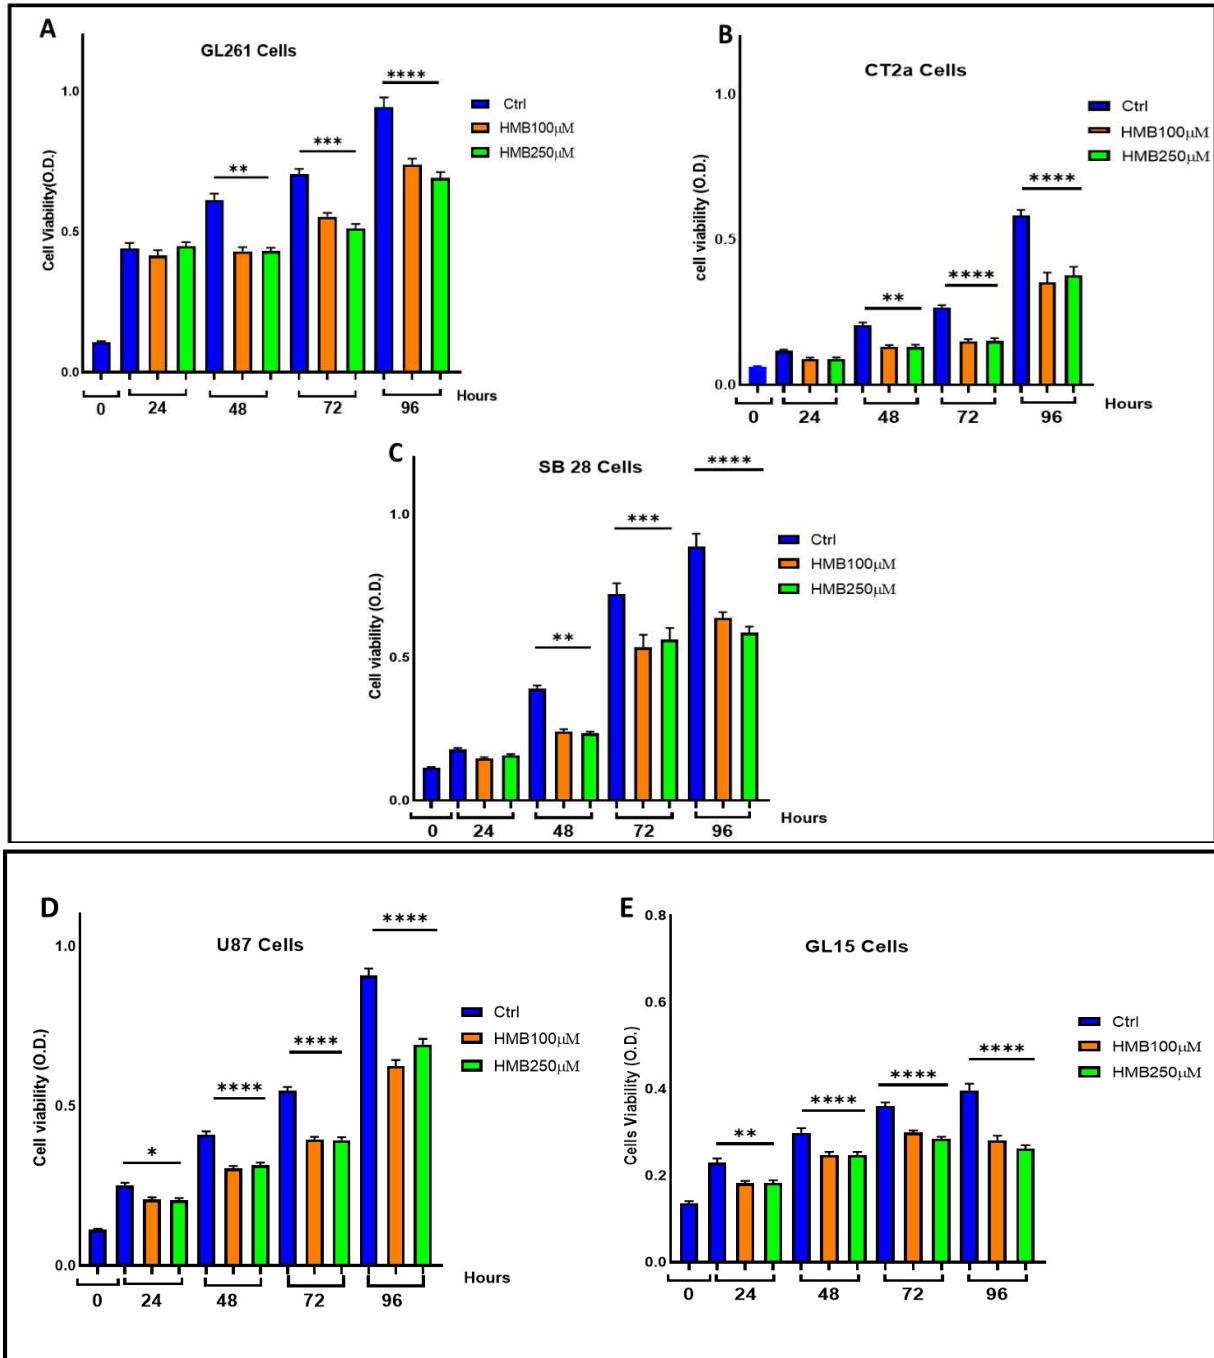 A
GL261 Cells
Cell Viability(O.D.)
1.0
0.5
0.0
**
***
****
Ctrl
HMB100μM
HMB250μM
0 24 48 72 96 Hours
B
CT2a Cells
cell viability (O.D.)
1.0
0.5
0.0
**
****
****
Ctrl
HMB100μM
HMB250μM
0 24 48 72 96 Hours
C
SB 28 Cells
Cell viability (O.D.)
1.0
0.5
0.0
**
***
****
Ctrl
HMB100μM
HMB250μM
0 24 48 72 96 Hours
D
U87 Cells
Cell viability (O.D.)
1.0
0.5
0.0
*
****
****
****
Ctrl
HMB100μM
HMB250μM
0 24 48 72 96 Hours
E
GL15 Cells
Cells Viability (O.D.)
0.8
0.6
0.4
0.2
0.0
**
****
****
****
Ctrl
HMB100μM
HMB250μM
0 24 48 72 96